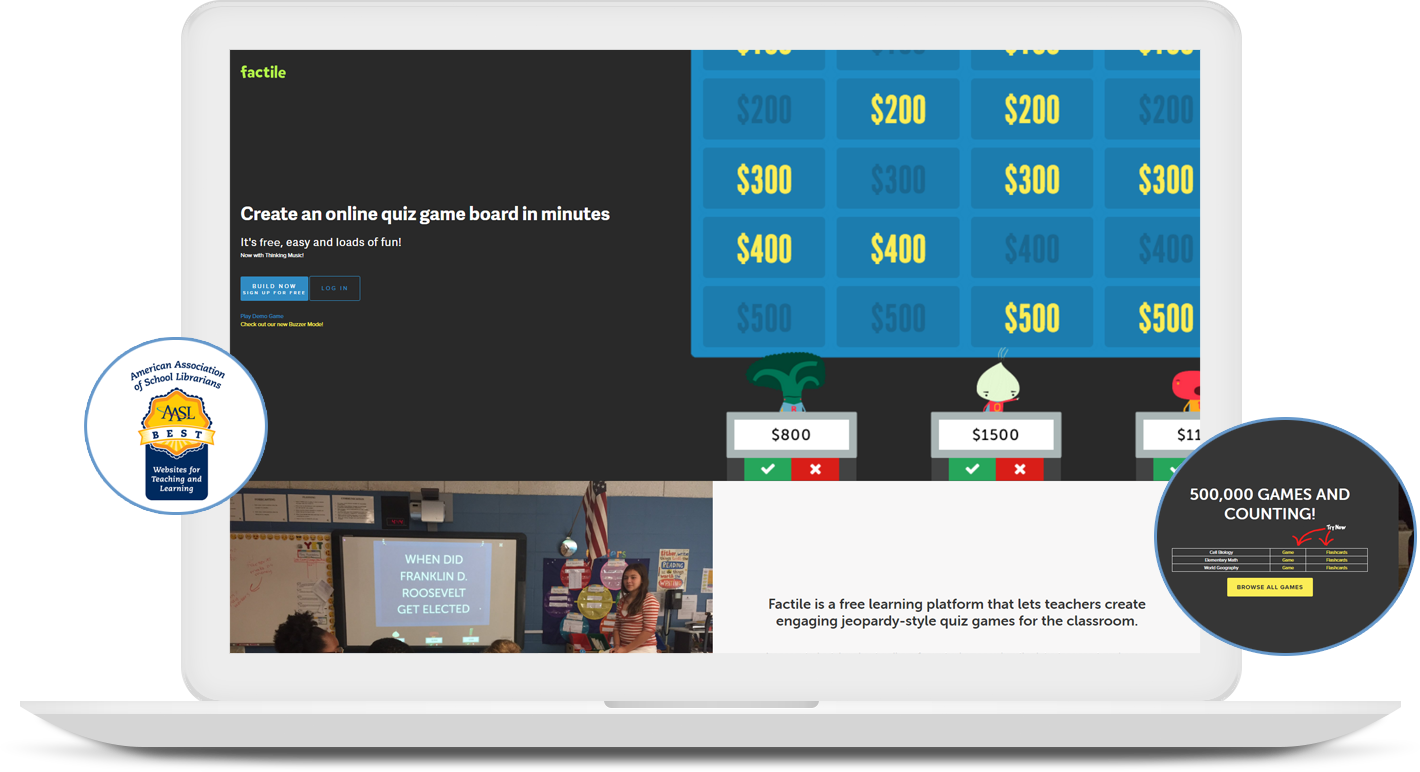 factile
$200
$200
$200
$200
$300
$300
$300
$300
$400
$400
$400
$400
$500
$500
$500
$500
Create an online quiz game board in minutes
It's free, easy and loads of fun!
Now with Thinking Music!
BUILD NOW
SIGN UP FOR FREE
LOG IN
Play Demo Game
Check out our new Buzzer Mode!
$800
$1500
American Association
of School Librarians
AASL
BEST
Websites for
Teaching and
Learning
WHEN DID
FRANKLIN D.
ROOSEVELT
GET ELECTED
Factile is a free learning platform that lets teachers create
engaging jeopardy-style quiz games for the classroom.
500,000 GAMES AND
COUNTING!
Try Now
Cell Biology Game Flashcards
Elementary Math Game Flashcards
World Geography Game Flashcards
BROWSE ALL GAMES